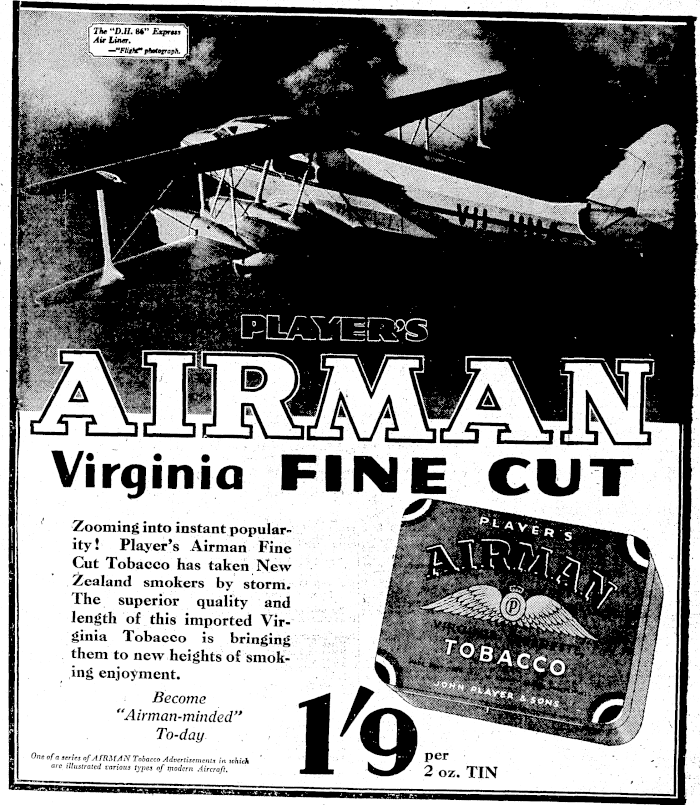 The "D.H. 86" Express
Air Liner.
—"Flight" photograph.
VH
PLAYER'S
AIRMAN
Virginia FINE CUT
Zooming into instant popular-
ity! Player's Airman Fine
Cut Tobacco has taken New
Zealand smokers by storm.
The superior quality and
length of this imported Vir-
ginia Tobacco is bringing
them to new heights of smok-
ing enjoyment.
Become
"Airman-minded"
To-day
One of a series of AIRMAN Tobacco Advertisements in which
are illustrated various types of modern Aircraft.
PLAYER'S
AIRMAN
P
VIRGINIA CIGARETTE
TOBACCO
JOHN PLAYER & SONS
1'9
per
2 oz. TIN